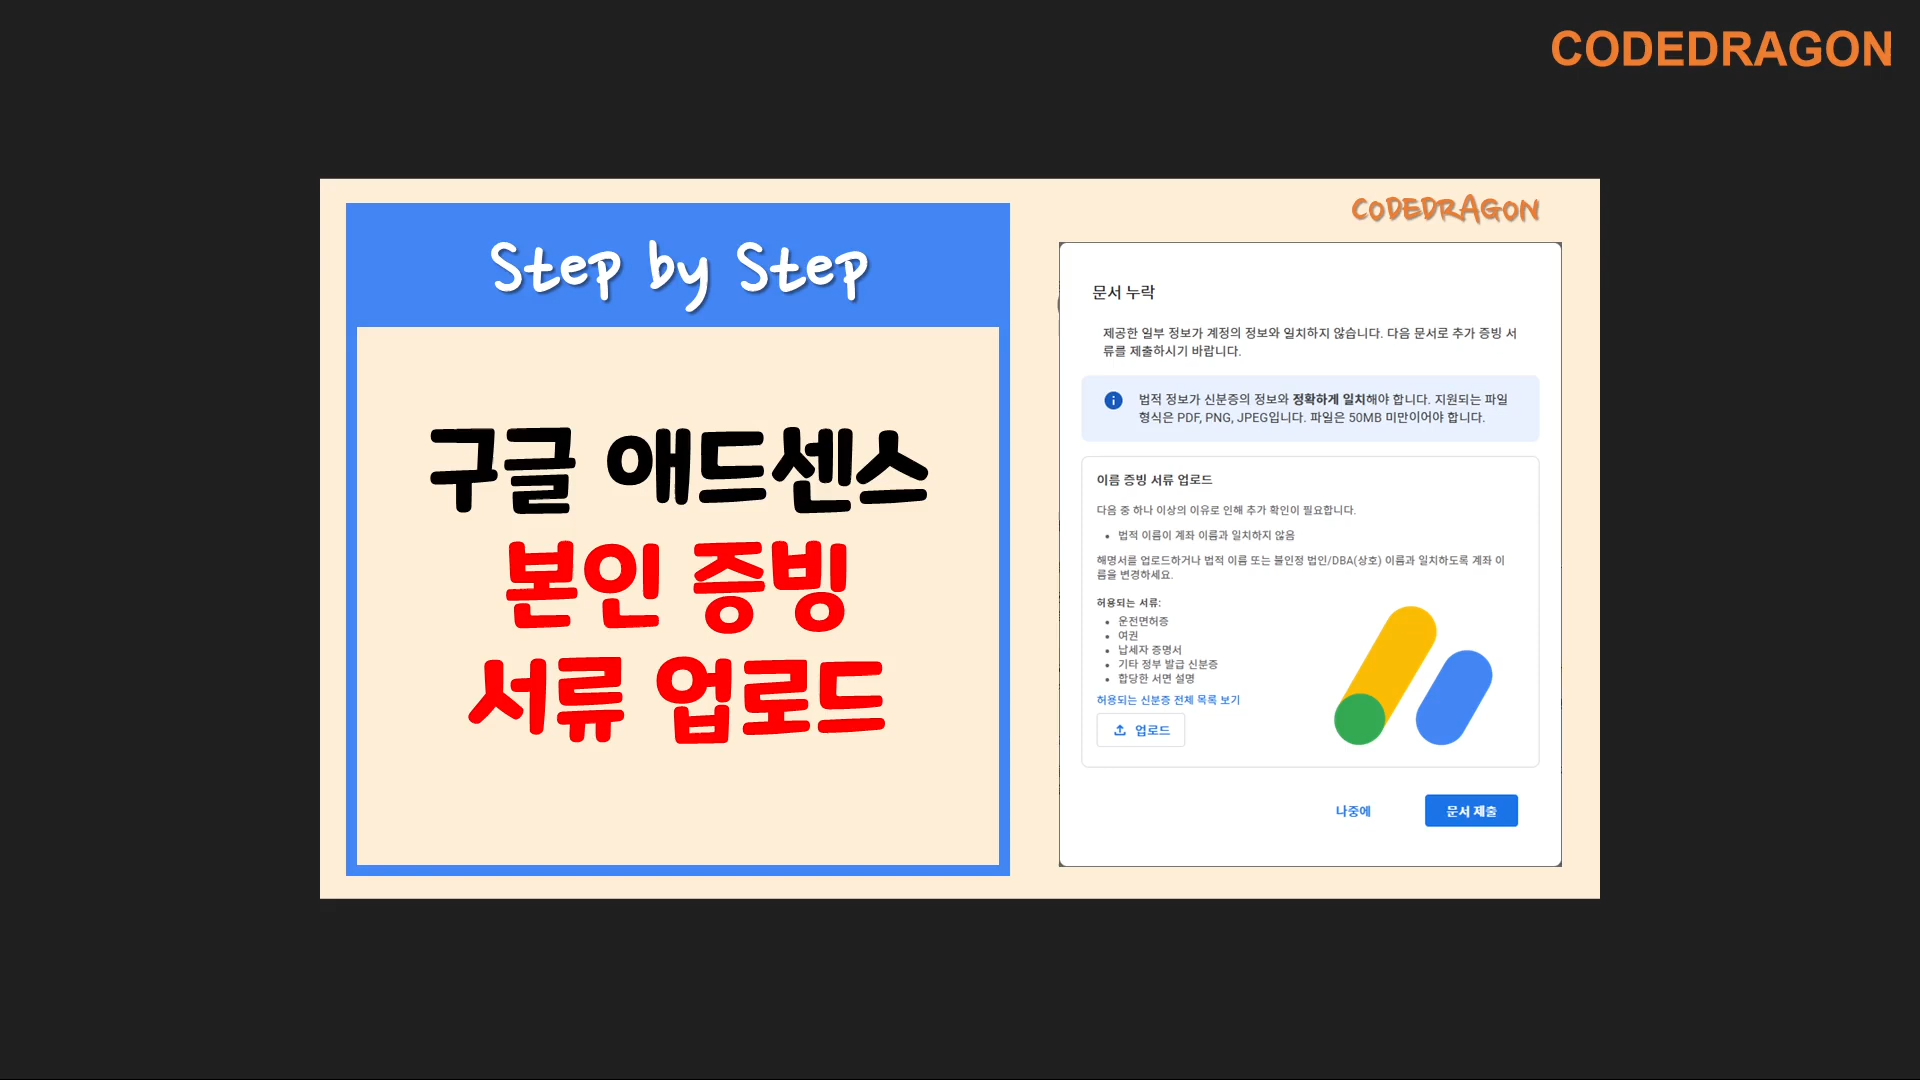 CODEDRAGON
CODEDRAGON
Step by Step
구글 애드센스
본인 증빙
서류 업로드
문서 누락
제공한 일부 정보가 계정의 정보와 일치하지 않습니다. 다음 문서로 추가 증빙 서
류를 제출하시기 바랍니다.
법적 정보가 신분증의 정보와 정확하게 일치해야 합니다. 지원되는 파일
형식은 PDF, PNG, JPEG입니다. 파일은 50MB 미만이어야 합니다.
이름 증빙 서류 업로드
다음 중 하나 이상의 이유로 인해 추가 확인이 필요합니다.
• 법적 이름이 계좌 이름과 일치하지 않음
해명서를 업로드하거나 법적 이름 또는 불인정 법인/DBA(상호) 이름과 일치하도록 계좌 이
름을 변경하세요.
허용되는 서류:
• 운전면허증
• 여권
• 납세자 증명서
• 기타 정부 발급 신분증
• 합당한 서면 설명
허용되는 신분증 전체 목록 보기
업로드
나중에
문서 제출